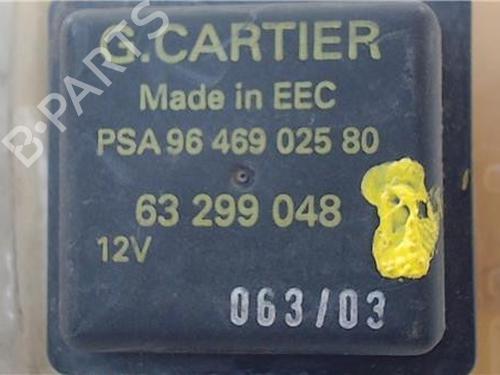 G.CARTIER
Made in EEC
PSA 96 469 025 80
63 299 048
12V
063/03
B-PARTS